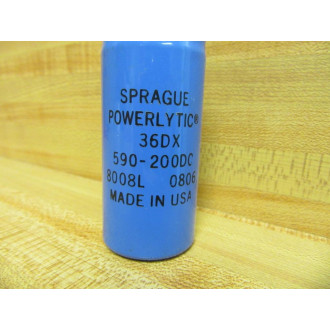 SPRAGUE
POWERLYTIC®
36DX
590-200DC
8008L 0806
MADE IN USA